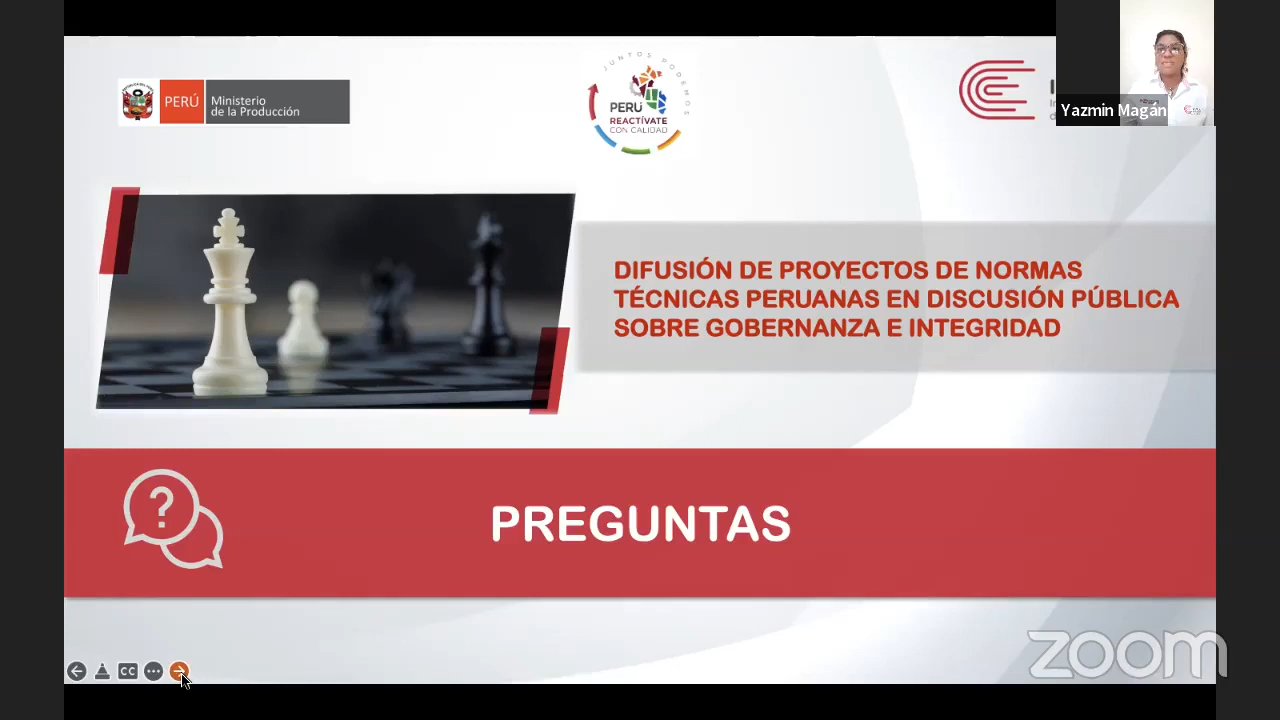 PERÚ
Ministerio
de la Producción
JUNTOS PODEMOS
PERÚ
REACTÍVATE
CON CALIDAD
Yazmin Magán
DIFUSIÓN DE PROYECTOS DE NORMAS
TÉCNICAS PERUANAS EN DISCUSIÓN PÚBLICA
SOBRE GOBERNANZA E INTEGRIDAD
?
PREGUNTAS
CC
zoom